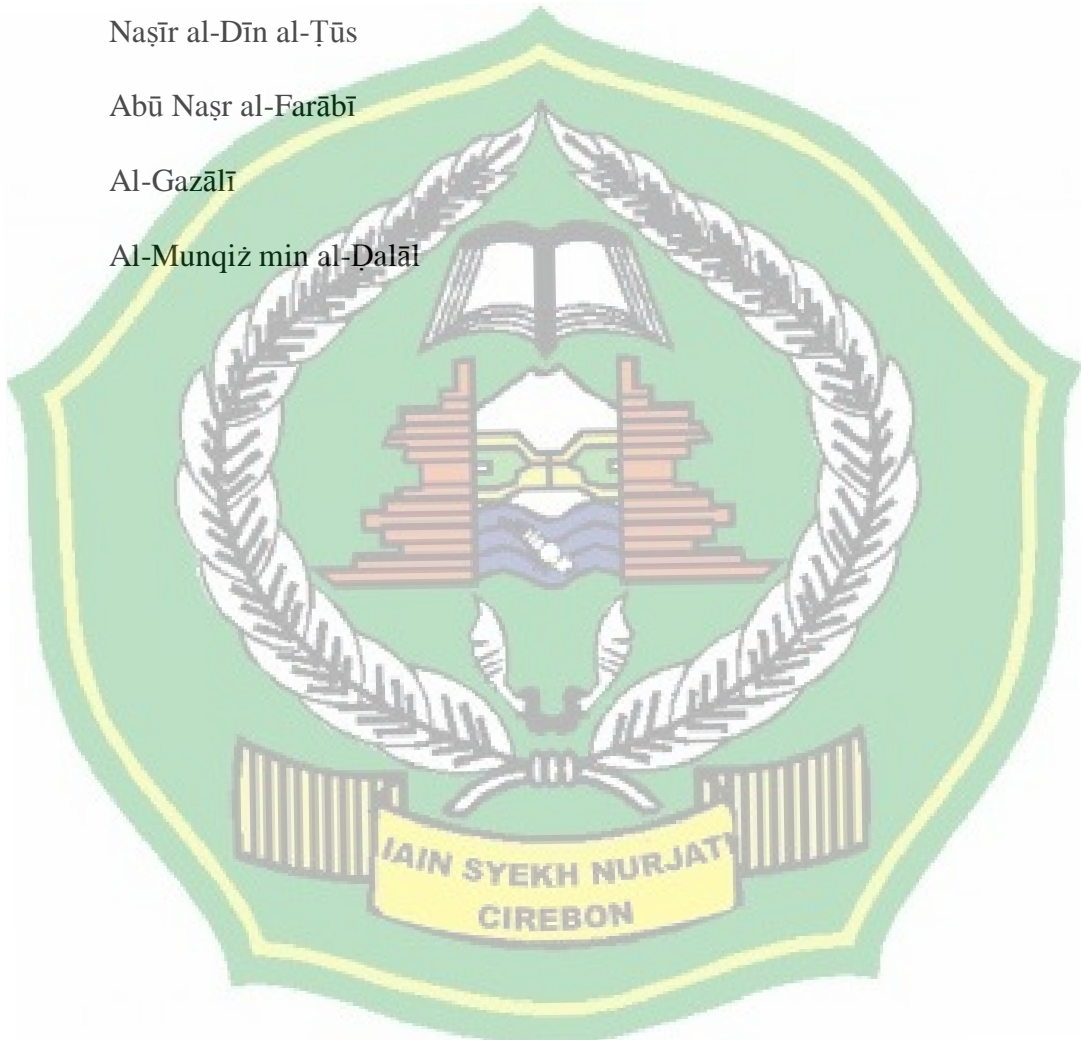 Naṣīr al-Dīn al-Ṭūs
Abū Naṣr al-Farābī
Al-Gazālī
Al-Munqiż min al-Ḍalāl
IAIN SYEKH NURJATI
CIREBON